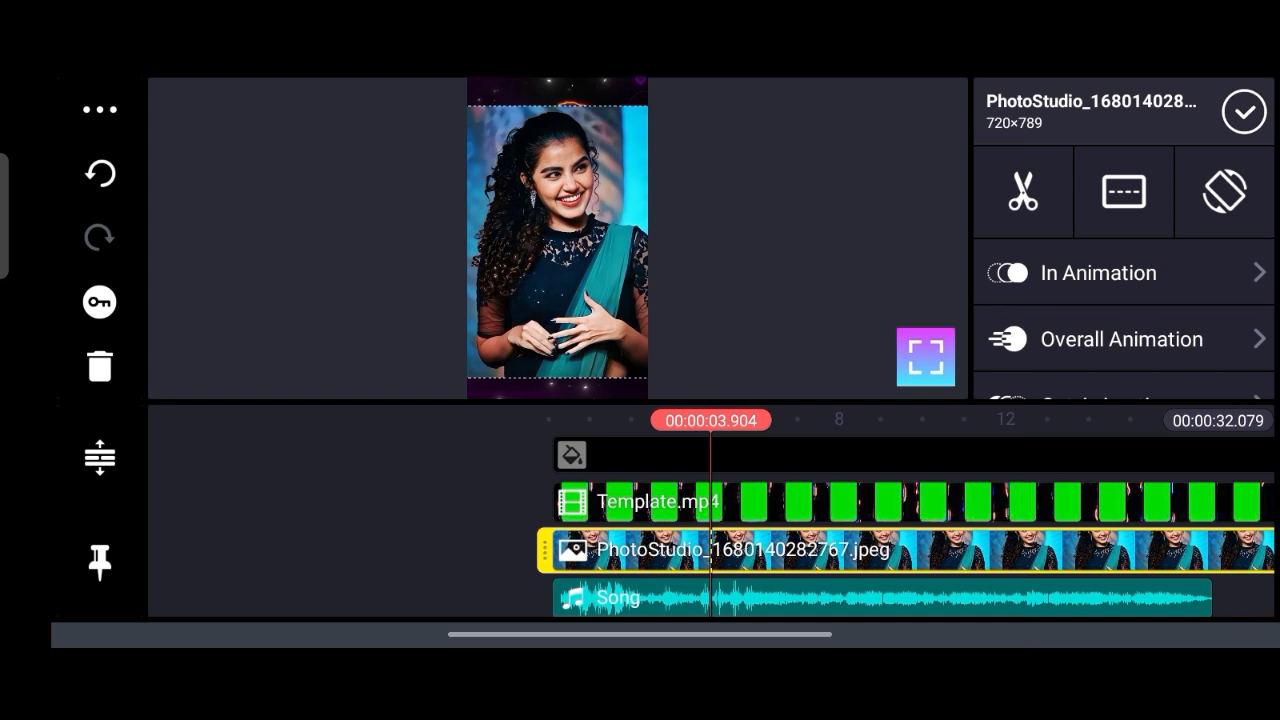 PhotoStudio_168014028...
720×789
In Animation
Overall Animation
00:00:03.904
8
12
00:00:32.079
Template.mp4
PhotoStudio_1680140282767.jpeg
Song